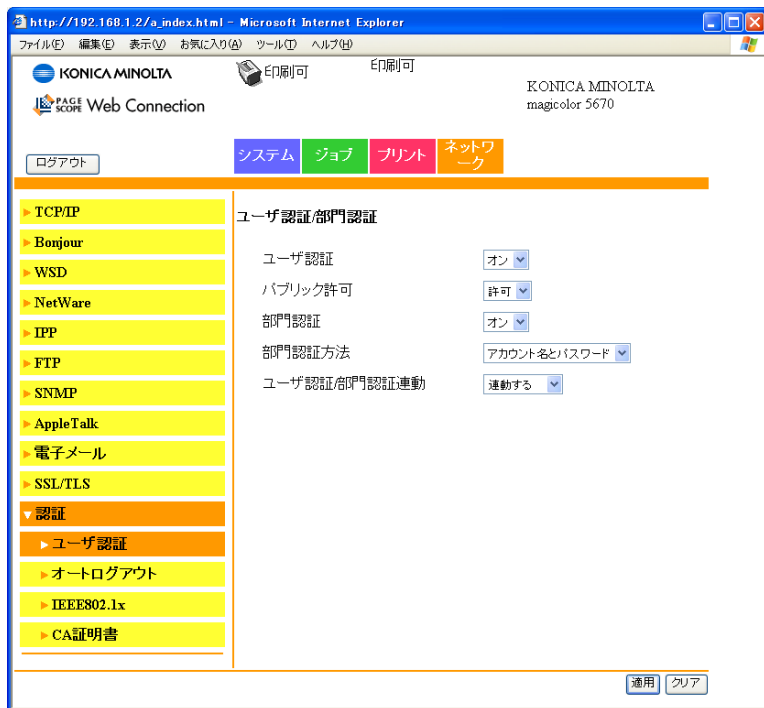 http://192.168.1.2/a_index.html - Microsoft Internet Explorer
ファイル(F) 編集(E) 表示(V) お気に入り(A) ツール(T) ヘルプ(H)
KONICA MINOLTA
印刷可
印刷可
KONICA MINOLTA
magicolor 5670
PAGE SCOPE Web Connection
ログアウト
システム
ジョブ
プリント
ネットワ
ーク
TCP/IP
Bonjour
WSD
NetWare
IPP
FTP
SNMP
AppleTalk
電子メール
SSL/TLS
認証
ユーザ認証
オートログアウト
IEEE802.1x
CA証明書
ユーザ認証/部門認証
ユーザ認証 オン
パブリック許可 許可
部門認証 オン
部門認証方法 アカウント名とパスワード
ユーザ認証/部門認証連動 連動する
適用 クリア